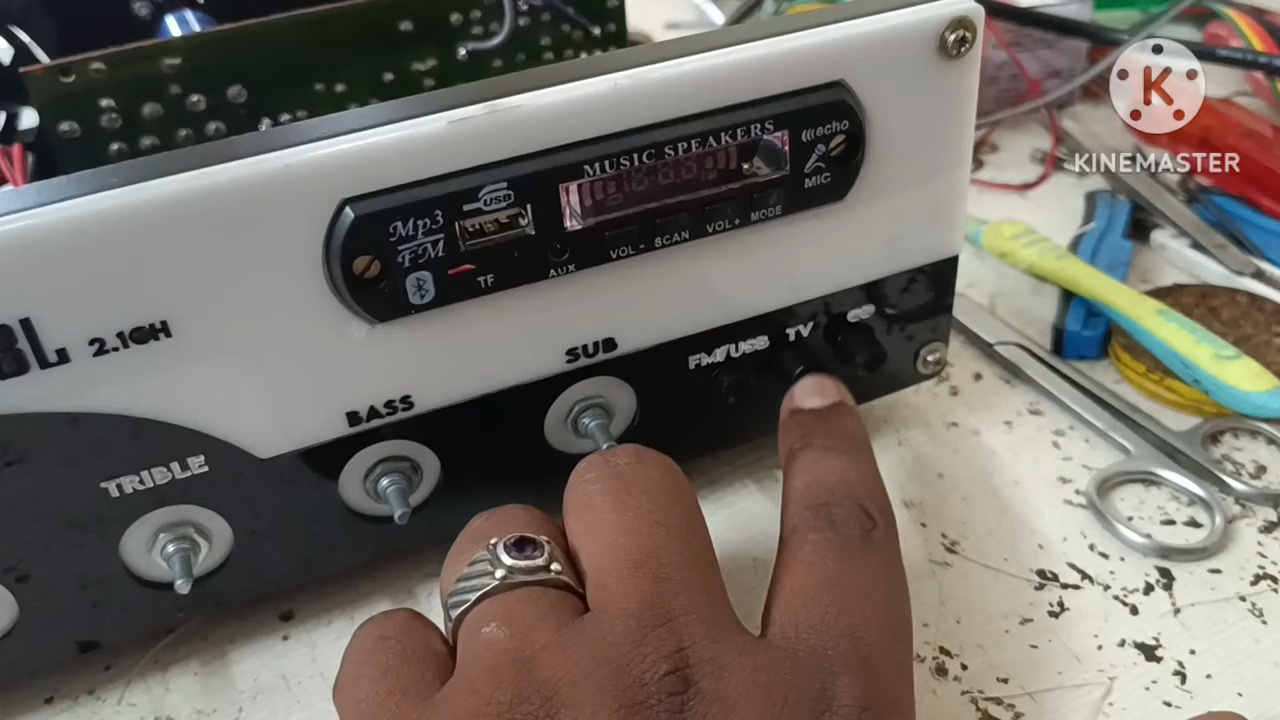 KINEMASTER
MUSIC SPEAKERS
echo
MIC
USB
Mp3
FM
TF
AUX
VOL-
SCAN
VOL+
MODE
BL 2.1CH
SUB
FM/USB
TV
BASS
TRIBLE